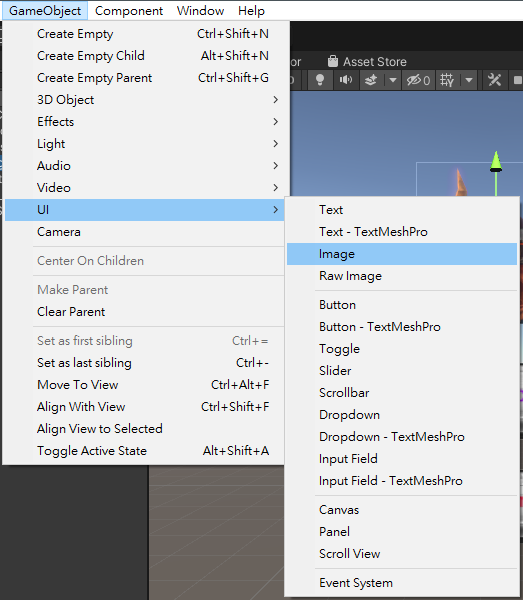 GameObject Component Window Help
Create Empty Ctrl+Shift+N
Create Empty Child Alt+Shift+N
Create Empty Parent Ctrl+Shift+G
3D Object
Effects
Light
Audio
Video
UI
Camera
Center On Children
Make Parent
Clear Parent
Set as first sibling Ctrl+=
Set as last sibling Ctrl+-
Move To View Ctrl+Alt+F
Align With View Ctrl+Shift+F
Align View to Selected
Toggle Active State Alt+Shift+A
Asset Store
0
Text
Text - TextMeshPro
Image
Raw Image
Button
Button - TextMeshPro
Toggle
Slider
Scrollbar
Dropdown
Dropdown - TextMeshPro
Input Field
Input Field - TextMeshPro
Canvas
Panel
Scroll View
Event System